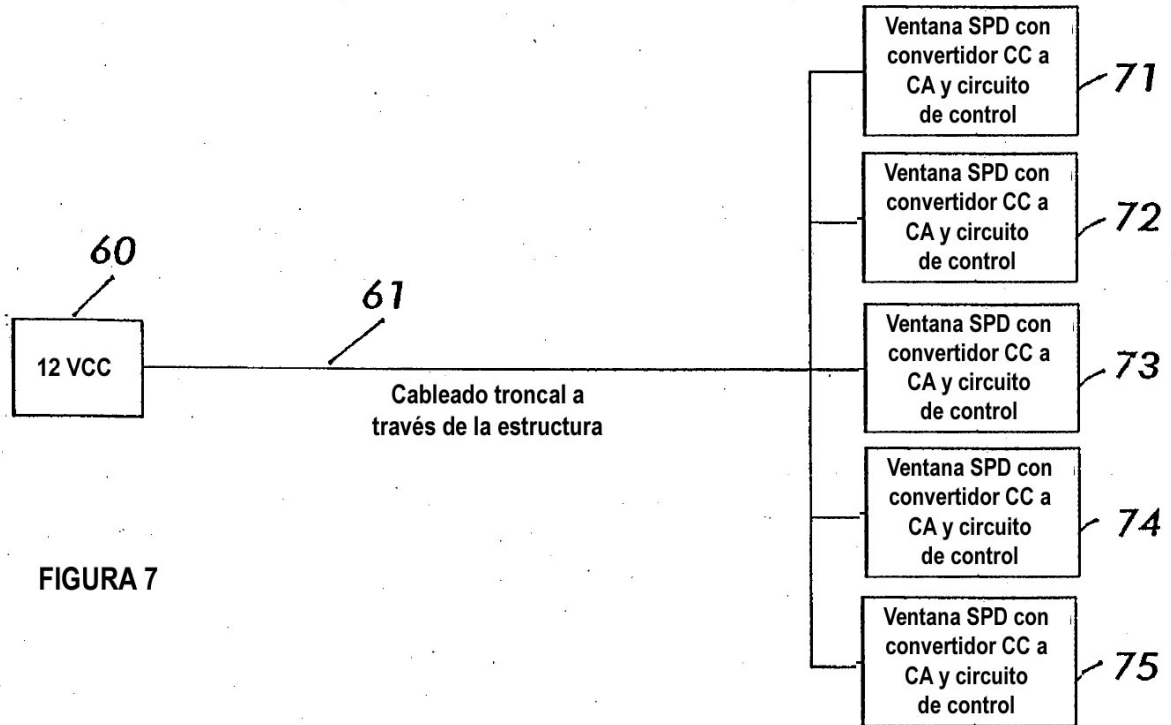 Ventana SPD con
convertidor CC a
CA y circuito
de control
71
Ventana SPD con
convertidor CC a
CA y circuito
de control
72
60
12 VCC
61
Cableado troncal a
través de la estructura
Ventana SPD con
convertidor CC a
CA y circuito
de control
73
Ventana SPD con
convertidor CC a
CA y circuito
de control
74
FIGURA 7
Ventana SPD con
convertidor CC a
CA y circuito
de control
75